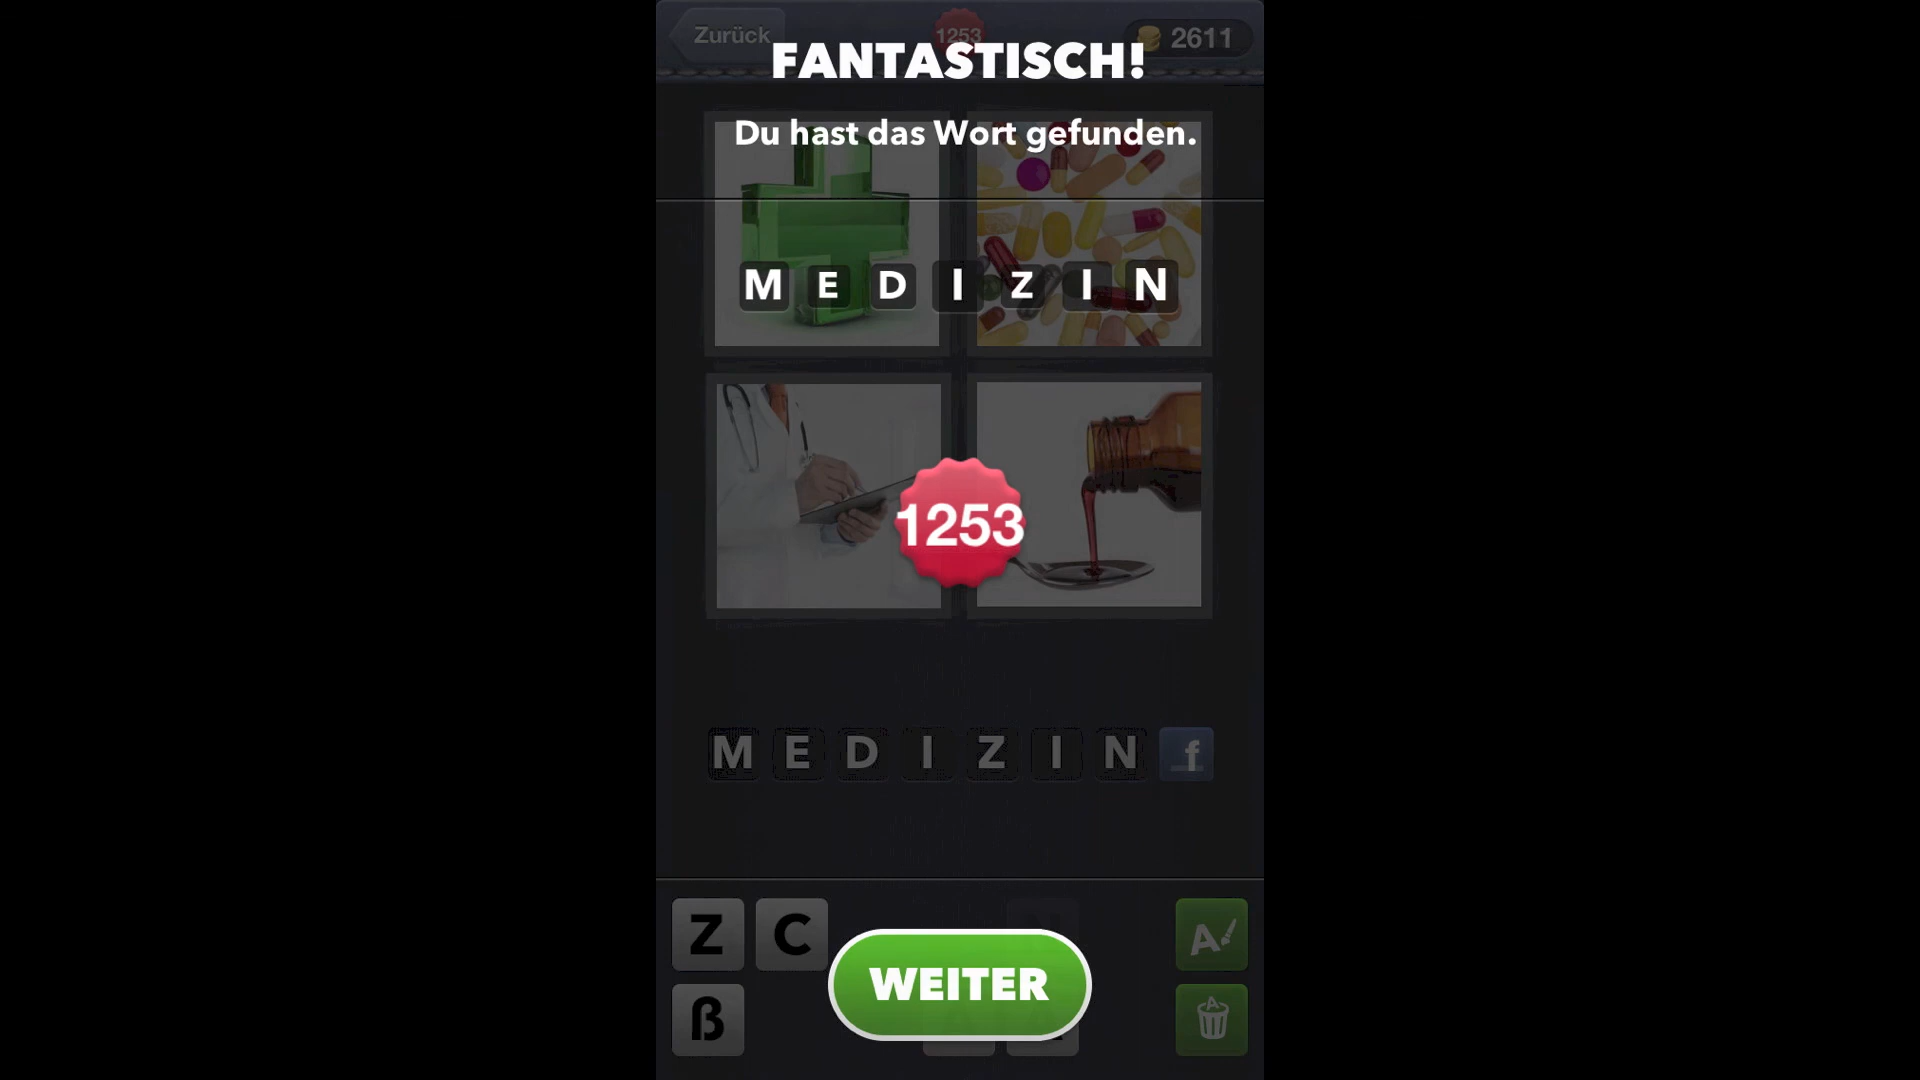 Zurück 1253 2611
FANTASTISCH!
Du hast das Wort gefunden.
MEDIZIN
1253
MEDIZIN f
Z C A
WEITER
ß A